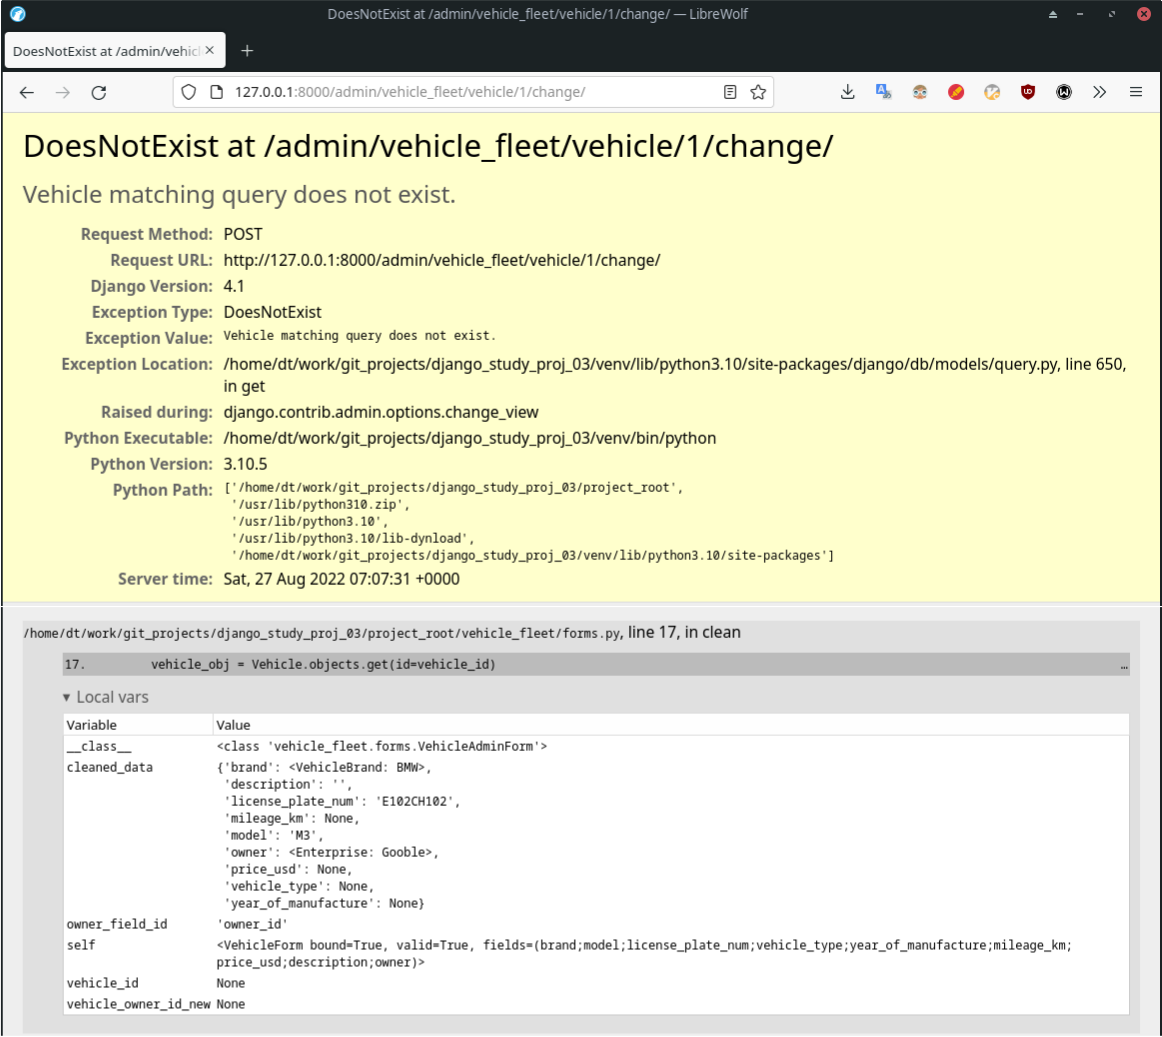 DoesNotExist at /admin/vehicle_fleet/vehicle/1/change/ — LibreWolf
DoesNotExist at /admin/vehicl
127.0.0.1:8000/admin/vehicle_fleet/vehicle/1/change/
DoesNotExist at /admin/vehicle_fleet/vehicle/1/change/
Vehicle matching query does not exist.
Request Method: POST
Request URL: http://127.0.0.1:8000/admin/vehicle_fleet/vehicle/1/change/
Django Version: 4.1
Exception Type: DoesNotExist
Exception Value: Vehicle matching query does not exist.
Exception Location: /home/dt/work/git_projects/django_study_proj_03/venv/lib/python3.10/site-packages/django/db/models/query.py, line 650,
in get
Raised during: django.contrib.admin.options.change_view
Python Executable: /home/dt/work/git_projects/django_study_proj_03/venv/bin/python
Python Version: 3.10.5
Python Path: ['/home/dt/work/git_projects/django_study_proj_03/project_root',
'/usr/lib/python310.zip',
'/usr/lib/python3.10',
'/usr/lib/python3.10/lib-dynload',
'/home/dt/work/git_projects/django_study_proj_03/venv/lib/python3.10/site-packages']
Server time: Sat, 27 Aug 2022 07:07:31 +0000
/home/dt/work/git_projects/django_study_proj_03/project_root/vehicle_fleet/forms.py, line 17, in clean
17. vehicle_obj = Vehicle.objects.get(id=vehicle_id) …
▾ Local vars
Variable Value
__class__ <class 'vehicle_fleet.forms.VehicleAdminForm'>
cleaned_data {'brand': <VehicleBrand: BMW>,
'description': '',
'license_plate_num': 'E102CH102',
'mileage_km': None,
'model': 'M3',
'owner': <Enterprise: Gooble>,
'price_usd': None,
'vehicle_type': None,
'year_of_manufacture': None}
owner_field_id 'owner_id'
self <VehicleForm bound=True, valid=True, fields=(brand;model;license_plate_num;vehicle_type;year_of_manufacture;mileage_km;
price_usd;description;owner)>
vehicle_id None
vehicle_owner_id_new None